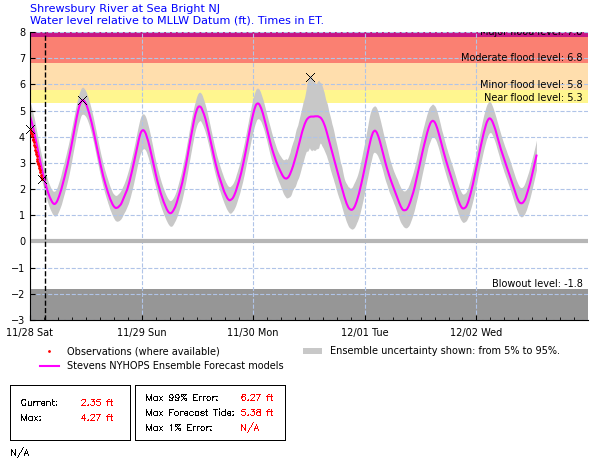 Shrewsbury River at Sea Bright NJ
Water level relative to MLLW Datum (ft). Times in ET.
8
Major flood level: 7.8
7
Moderate flood level: 6.8
6
Minor flood level: 5.8
5
Near flood level: 5.3
4
3
2
1
0
−1
Blowout level: -1.8
−2
−3
11/28 Sat 11/29 Sun 11/30 Mon 12/01 Tue 12/02 Wed
Observations (where available)
Ensemble uncertainty shown: from 5% to 95%.
Stevens NYHOPS Ensemble Forecast models
Current: 2.35 ft
Max: 4.27 ft
Max 99% Error: 6.27 ft
Max Forecast Tide: 5.38 ft
Max 1% Error: N/A
N/A